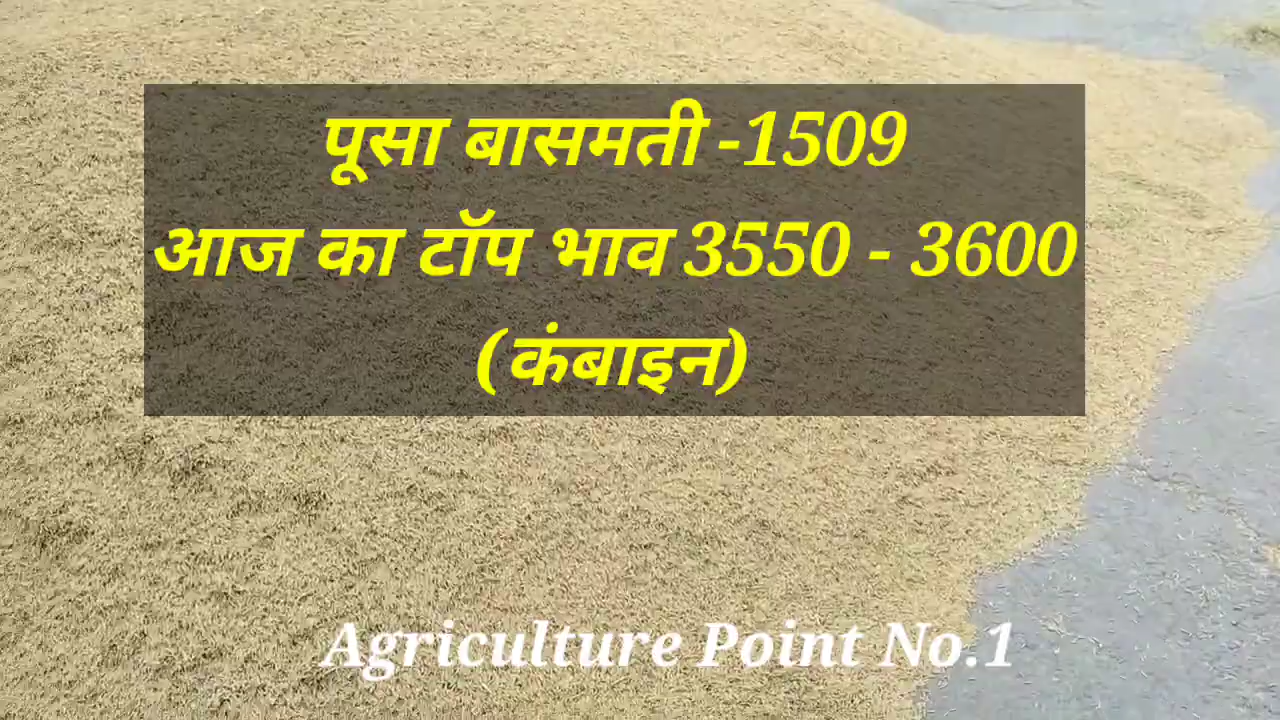 पूसा बासमती -1509
आज का टॉप भाव 3550 - 3600
(कंबाइन)
Agriculture Point No.1